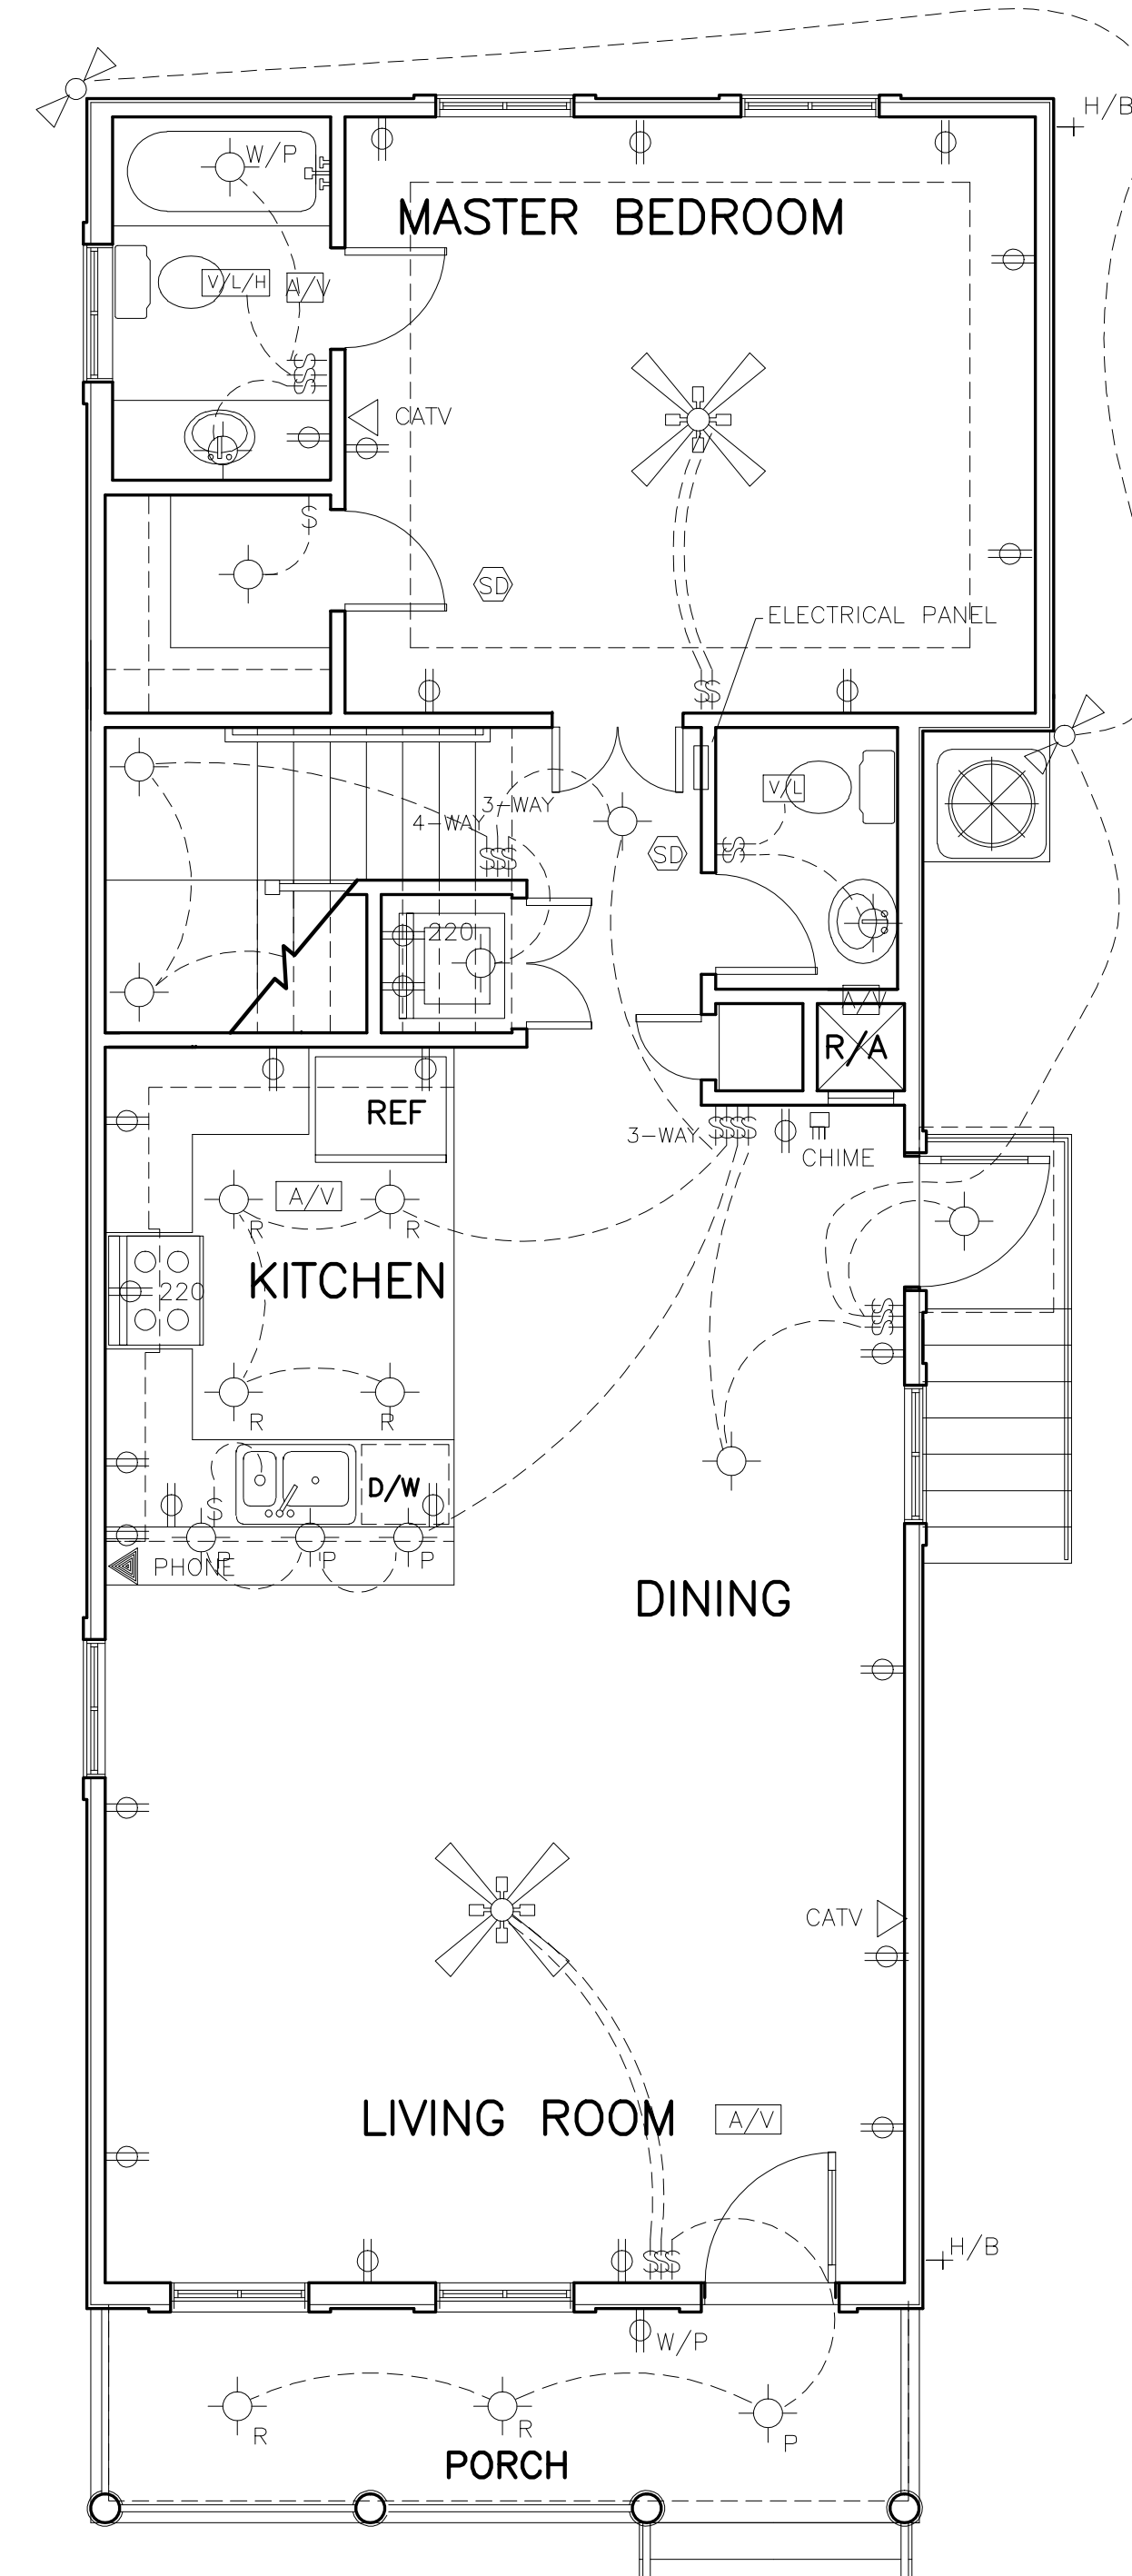 H/B
W/P
MASTER BEDROOM
V/L/H
A/V
S
S
S
CATV
S
SD
ELECTRICAL PANEL
S S
3-WAY
V/L
4-WAY
SD
S S S
S
S
220
A/V
R/A
REF
3-WAY
S S S S
CHIME
A/V
R
R
KITCHEN
220
S
S
S
R
R
D/W
S
P
P
P
PHONE
DINING
CATV
LIVING ROOM
A/V
S S S
H/B
W/P
R
R
P
PORCH